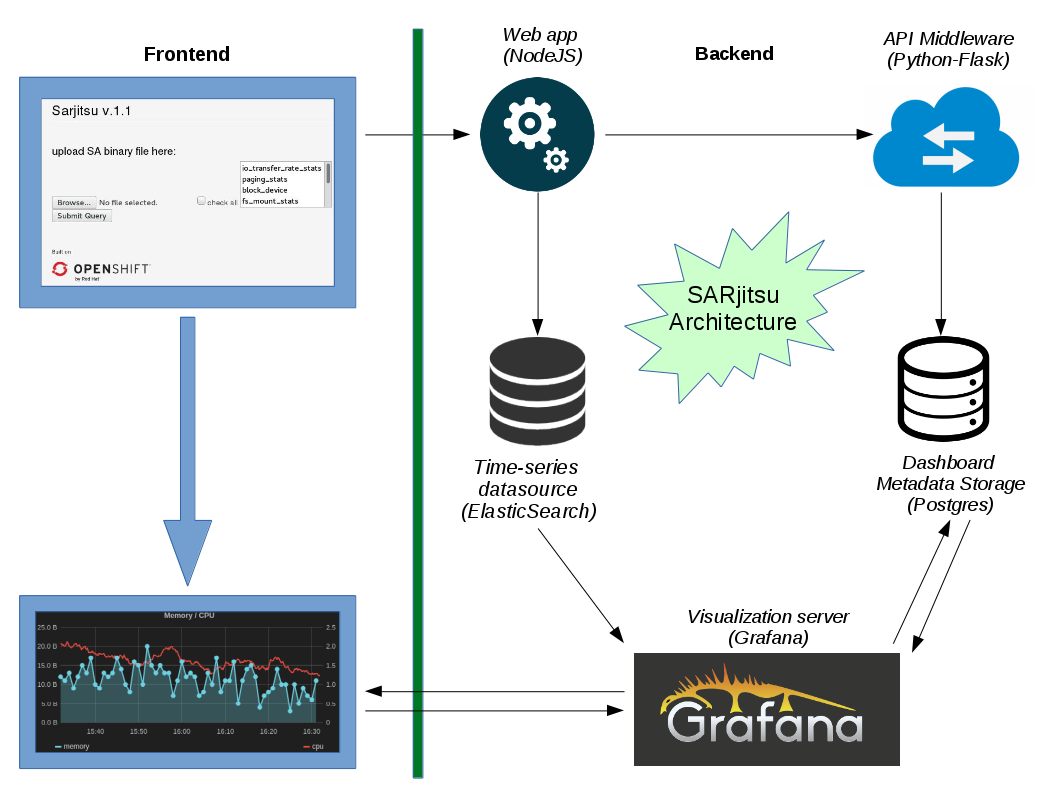 Frontend
Web app
(NodeJS)
Backend
API Middleware
(Python-Flask)
Sarjitsu v.1.1
upload SA binary file here:
io_transfer_rate_stats
paging_stats
block_device
fs_mount_stats
Browse... No file selected.
check all
Submit Query
Built on
OPENSHIFT
by Red Hat
SARjitsu
Architecture
Time-series
datasource
(ElasticSearch)
Dashboard
Metadata Storage
(Postgres)
Visualization server
(Grafana)
Grafana
Memory / CPU
25.0 B 2.5
20.0 B 2.0
15.0 B 1.5
10.0 B 1.0
5.0 B 0.5
0.0 B 0
15:40 15:50 16:00 16:10 16:20 16:30
memory cpu